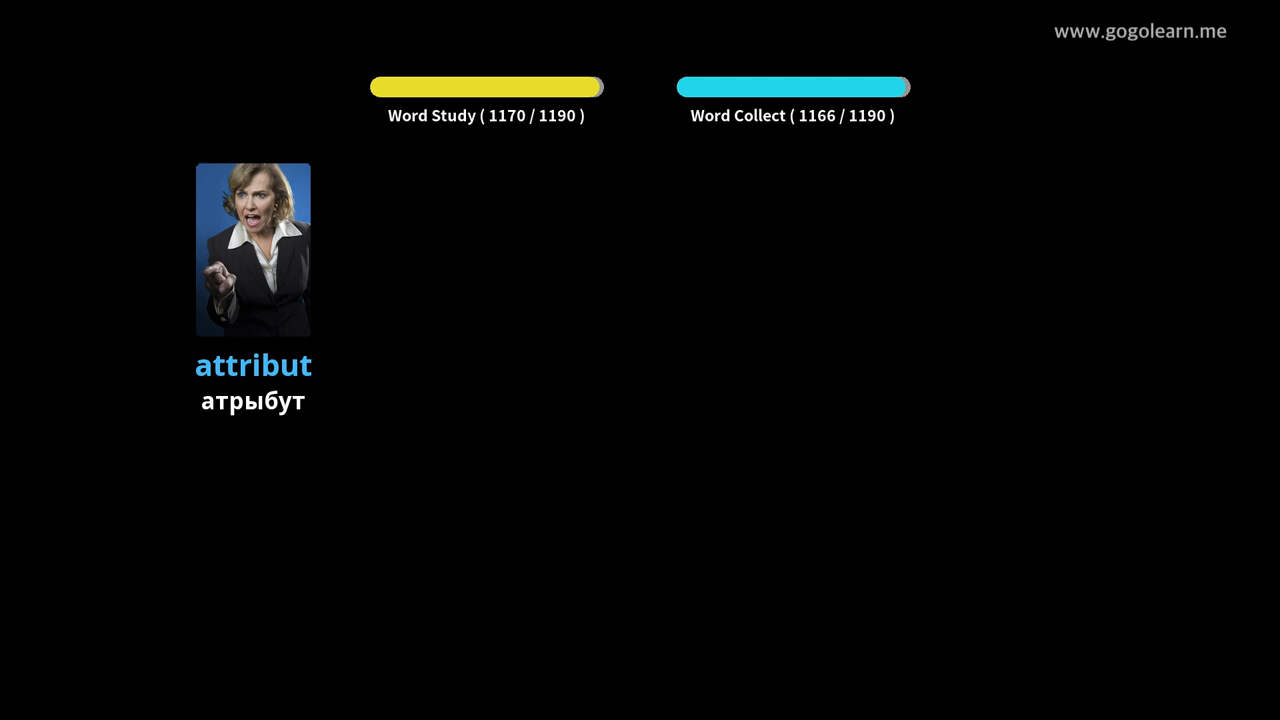 www.gogolearn.me
Word Study ( 1170 / 1190 )
Word Collect ( 1166 / 1190 )
attribut
атрыбут